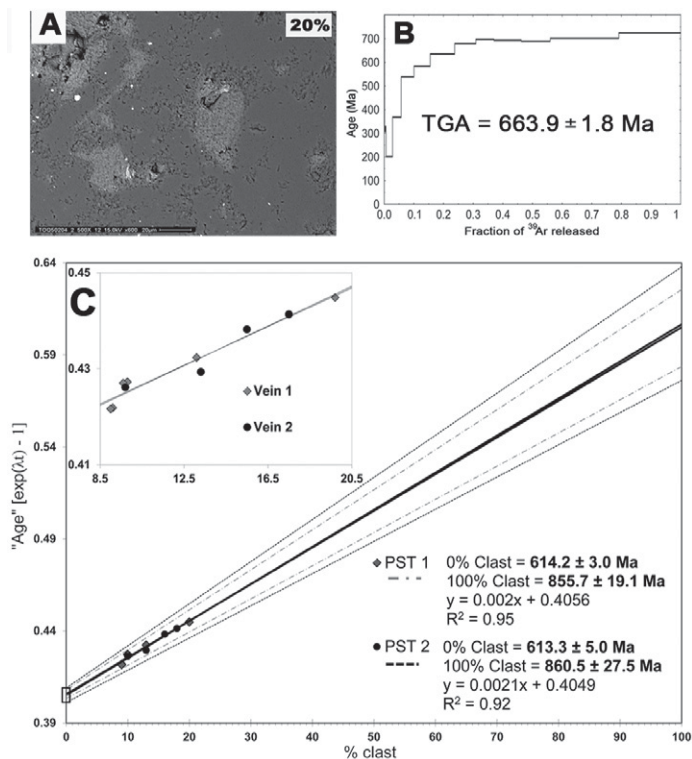 A
20%
B
Age (Ma)
700
600
500
400
300
200
100
0
TGA = 663.9 ± 1.8 Ma
0.0 0.1 0.2 0.3 0.4 0.5 0.6 0.7 0.8 0.9 1
Fraction of ³⁹Ar released
C
"Age" [exp(λt) - 1]
0.64
0.59
0.54
0.49
0.44
0.39
0.45
0.43
0.41
8.5 12.5 16.5 20.5
Vein 1
Vein 2
PST 1 0% Clast = 614.2 ± 3.0 Ma
100% Clast = 855.7 ± 19.1 Ma
y = 0.002x + 0.4056
R² = 0.95
PST 2 0% Clast = 613.3 ± 5.0 Ma
100% Clast = 860.5 ± 27.5 Ma
y = 0.0021x + 0.4049
R² = 0.92
0 10 20 30 40 50 60 70 80 90 100
% clast